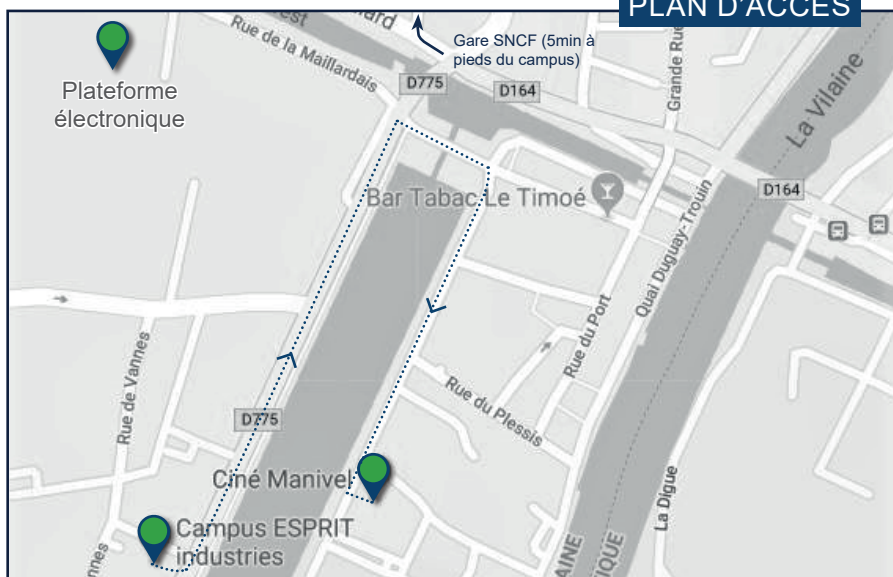 PLAN D'ACCÈS
Rue de la Maillardais
Gare SNCF (5min à
pieds du campus)
Grande Rue
La Vilaine
Plateforme
électronique
D775
D164
D164
Bar Tabac Le Timoé
Quai Duguay-Trouin
Rue du Port
Rue de Vannes
Rue du Plessis
D775
Ciné Manivel
La Digue
Campus ESPRIT
industries